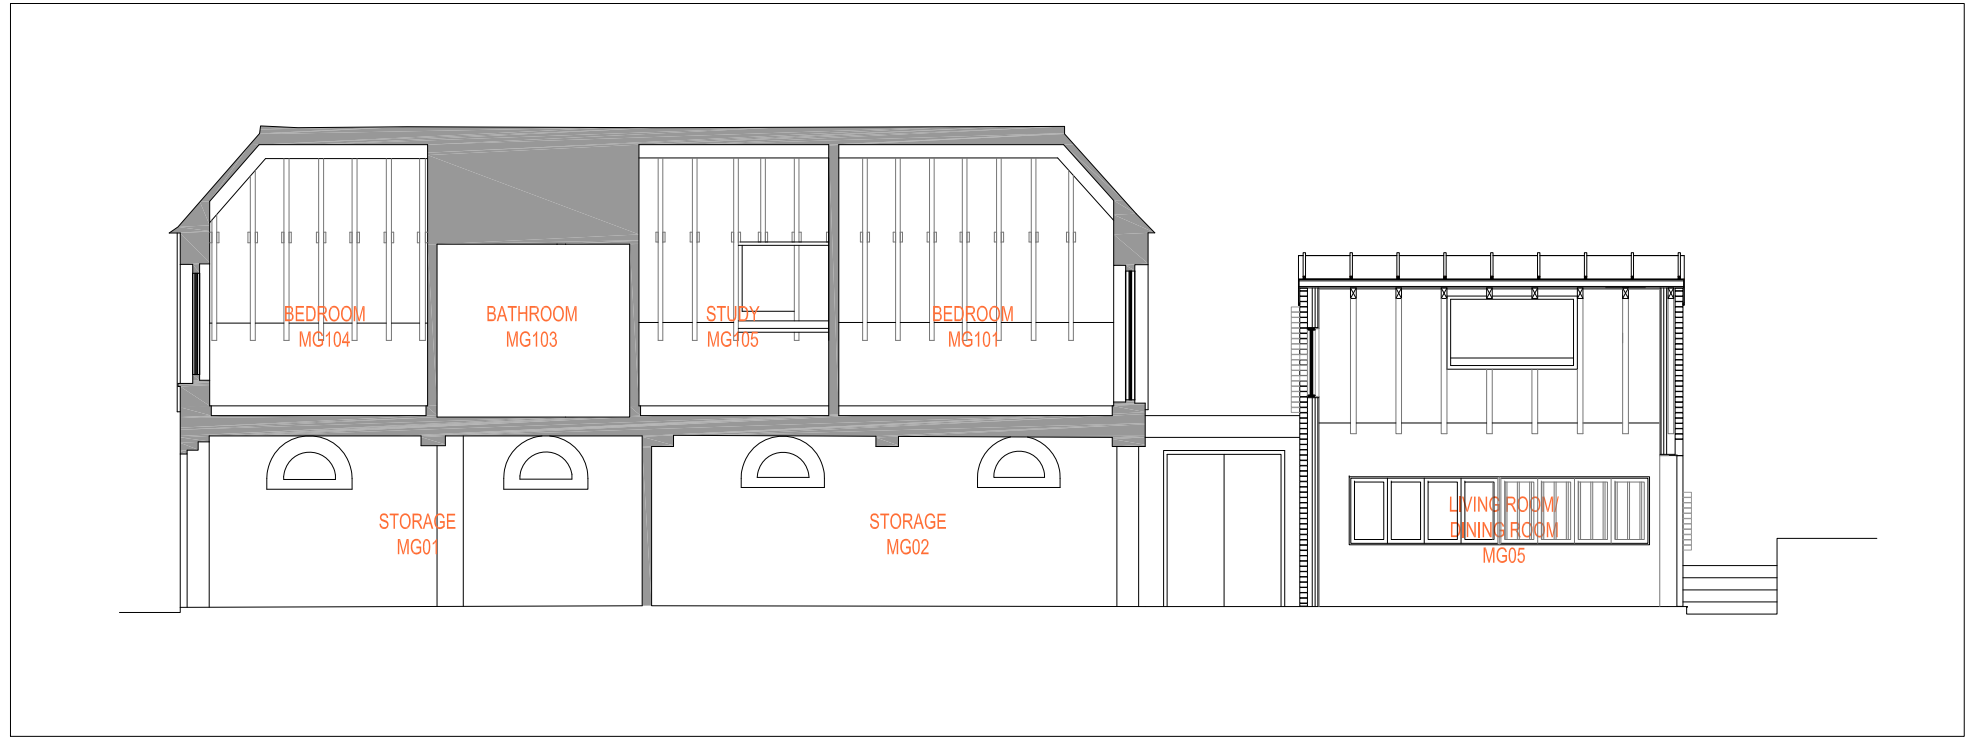 BEDROOM
MG104
BATHROOM
MG103
STUDY
MG105
BEDROOM
MG101
STORAGE
MG01
STORAGE
MG02
LIVING ROOM/
DINING ROOM
MG05